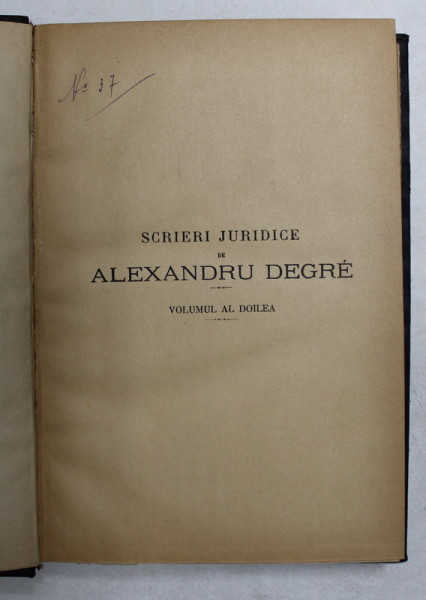 No 37
SCRIERI JURIDICE
DE
ALEXANDRU DEGRÉ
VOLUMUL AL DOILEA